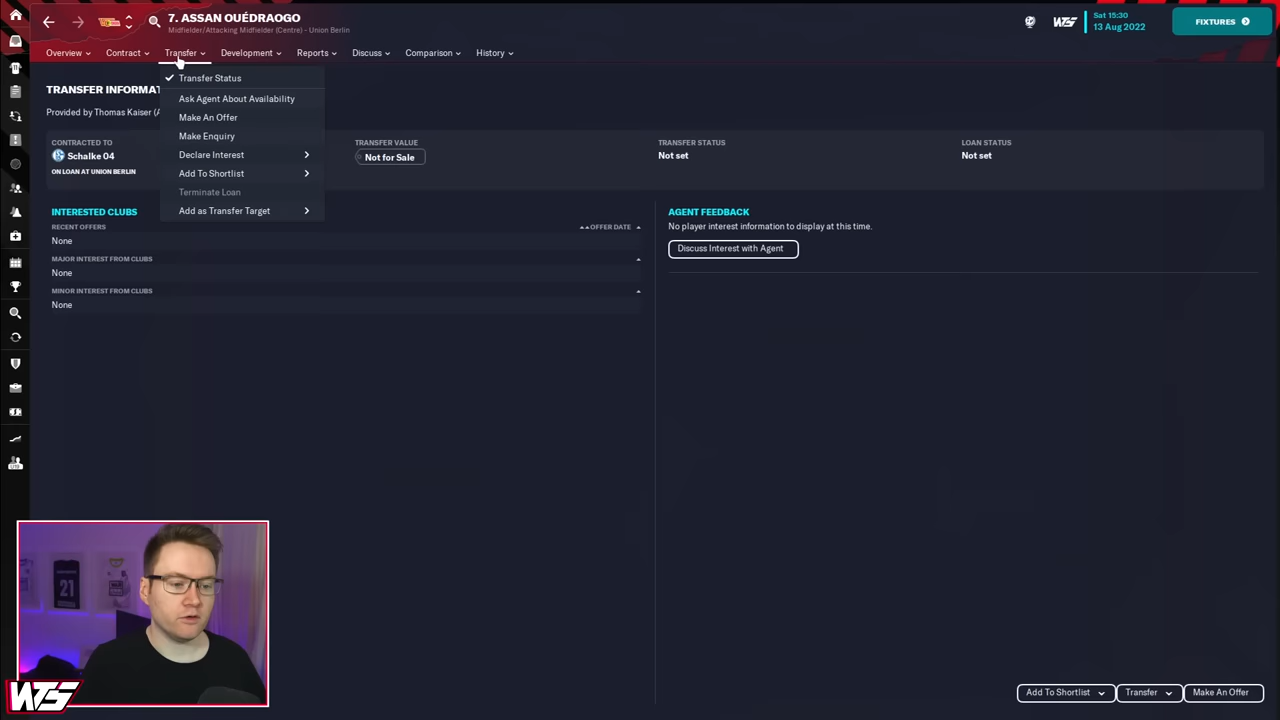 7. ASSAN OUÉDRAOGO
Midfielder/Attacking Midfielder (Centre) - Union Berlin
WTS
Sat 15:30
13 Aug 2022
FIXTURES
Overview
Contract
Transfer
Development
Reports
Discuss
Comparison
History
Transfer Status
Ask Agent About Availability
Make An Offer
Make Enquiry
Declare Interest
Add To Shortlist
Terminate Loan
Add as Transfer Target
TRANSFER INFORMAT
Provided by Thomas Kaiser (A
CONTRACTED TO
Schalke 04
ON LOAN AT UNION BERLIN
TRANSFER VALUE
Not for Sale
TRANSFER STATUS
Not set
LOAN STATUS
Not set
INTERESTED CLUBS
RECENT OFFERS
OFFER DATE
None
MAJOR INTEREST FROM CLUBS
None
MINOR INTEREST FROM CLUBS
None
AGENT FEEDBACK
No player interest information to display at this time.
Discuss Interest with Agent
21
WTS
Add To Shortlist
Transfer
Make An Offer